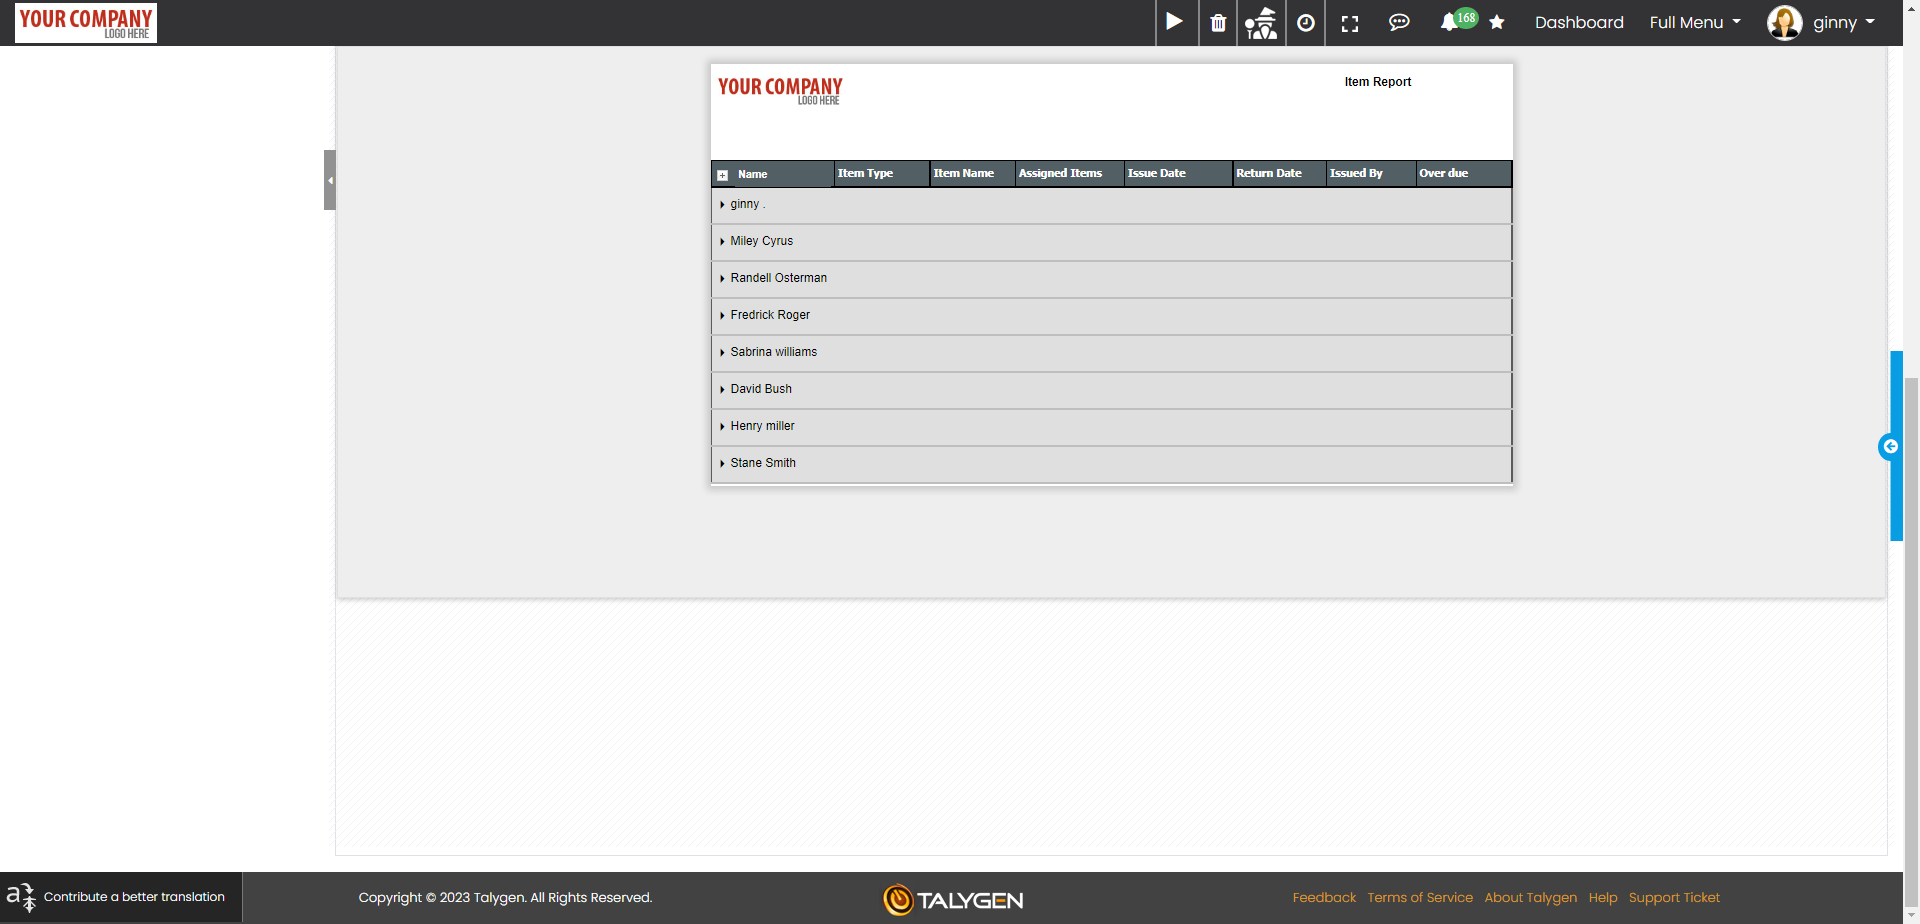 YOUR COMPANY
LOGO HERE
168
Dashboard
Full Menu
ginny
YOUR COMPANY
LOGO HERE
Item Report
Name Item Type Item Name Assigned Items Issue Date Return Date Issued By Over due
ginny .
Miley Cyrus
Randell Osterman
Fredrick Roger
Sabrina williams
David Bush
Henry miller
Stane Smith
Contribute a better translation
Copyright © 2023 Talygen. All Rights Reserved.
TALYGEN
Feedback Terms of Service About Talygen Help Support Ticket